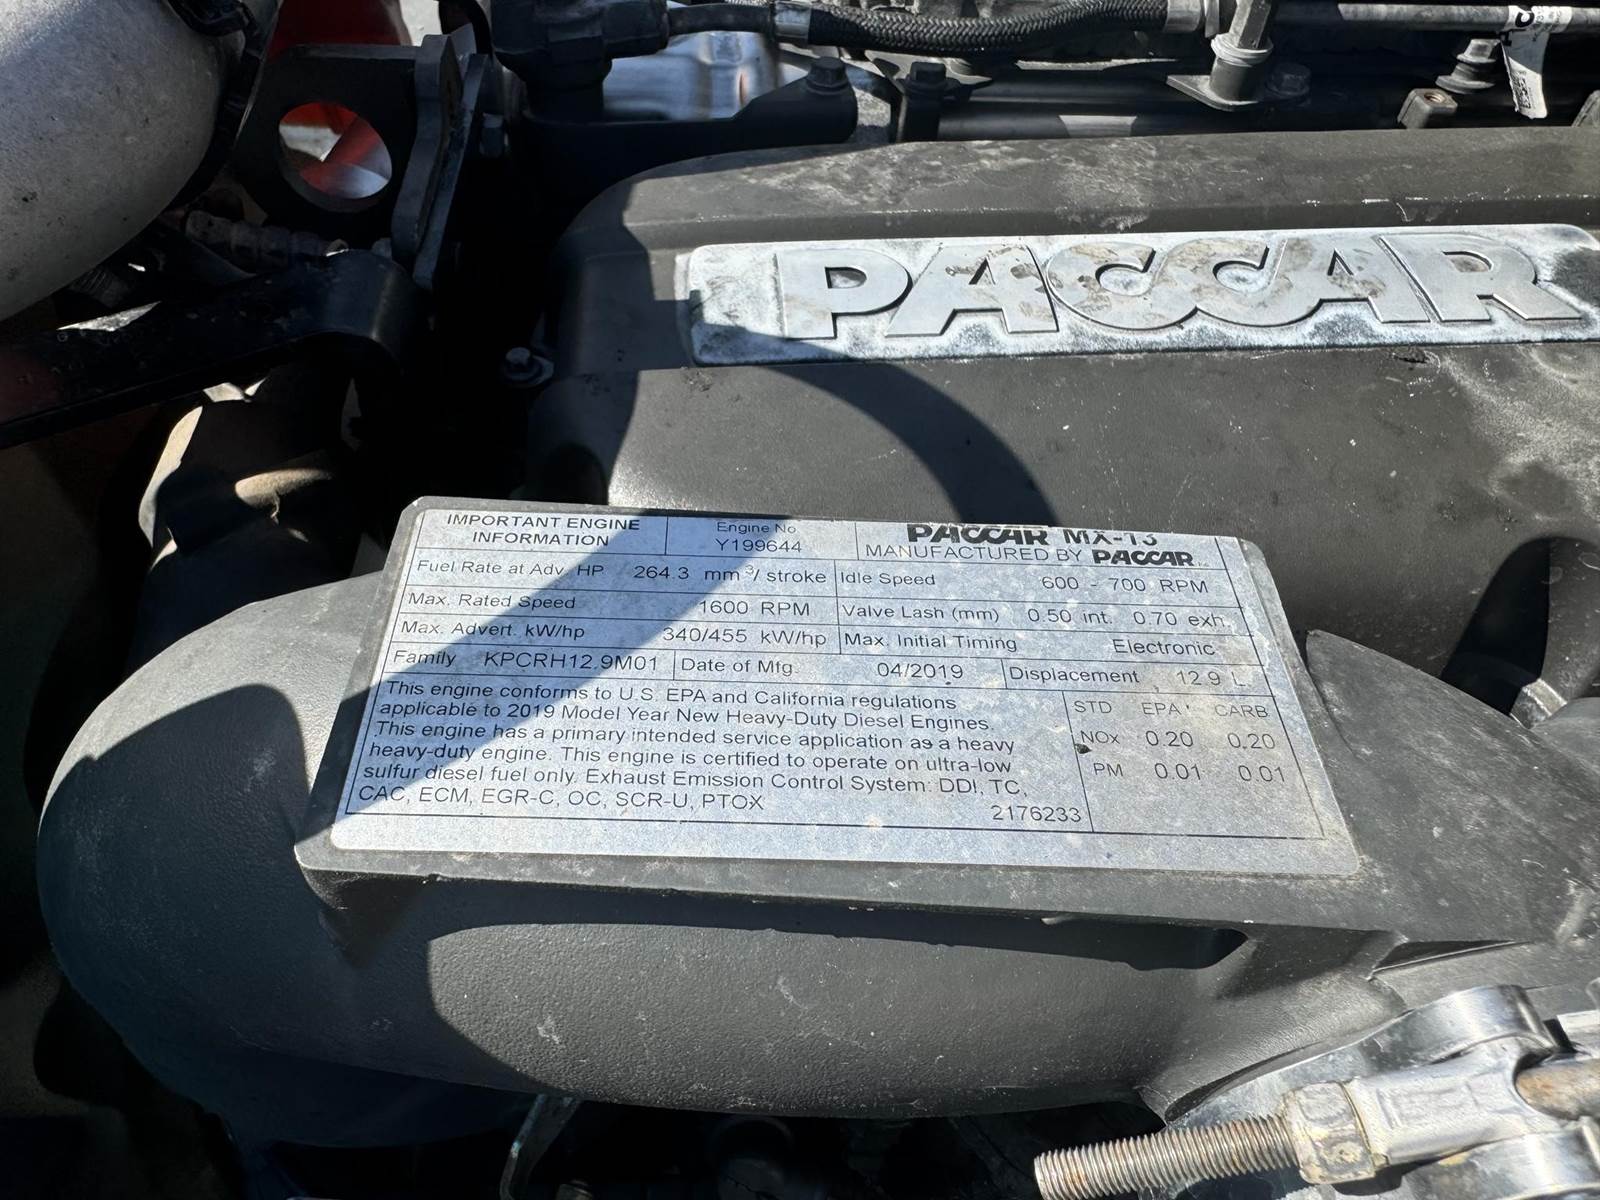 PACCAR
IMPORTANT ENGINE
INFORMATION
Engine No.
Y199644
PACCAR MX-13
MANUFACTURED BY PACCAR
Fuel Rate at Adv. HP 264.3 mm³/ stroke
Idle Speed 600 - 700 RPM
Max. Rated Speed 1600 RPM
Valve Lash (mm) 0.50 int. 0.70 exh.
Max. Advert. kW/hp 340/455 kW/hp
Max. Initial Timing Electronic
Family KPCRH12.9M01
Date of Mfg. 04/2019
Displacement 12.9 L
This engine conforms to U.S. EPA and California regulations
applicable to 2019 Model Year New Heavy-Duty Diesel Engines.
This engine has a primary intended service application as a heavy
heavy-duty engine. This engine is certified to operate on ultra-low
sulfur diesel fuel only. Exhaust Emission Control System: DDI, TC,
CAC, ECM, EGR-C, OC, SCR-U, PTOX
2176233
STD EPA CARB
NOx 0.20 0.20
PM 0.01 0.01